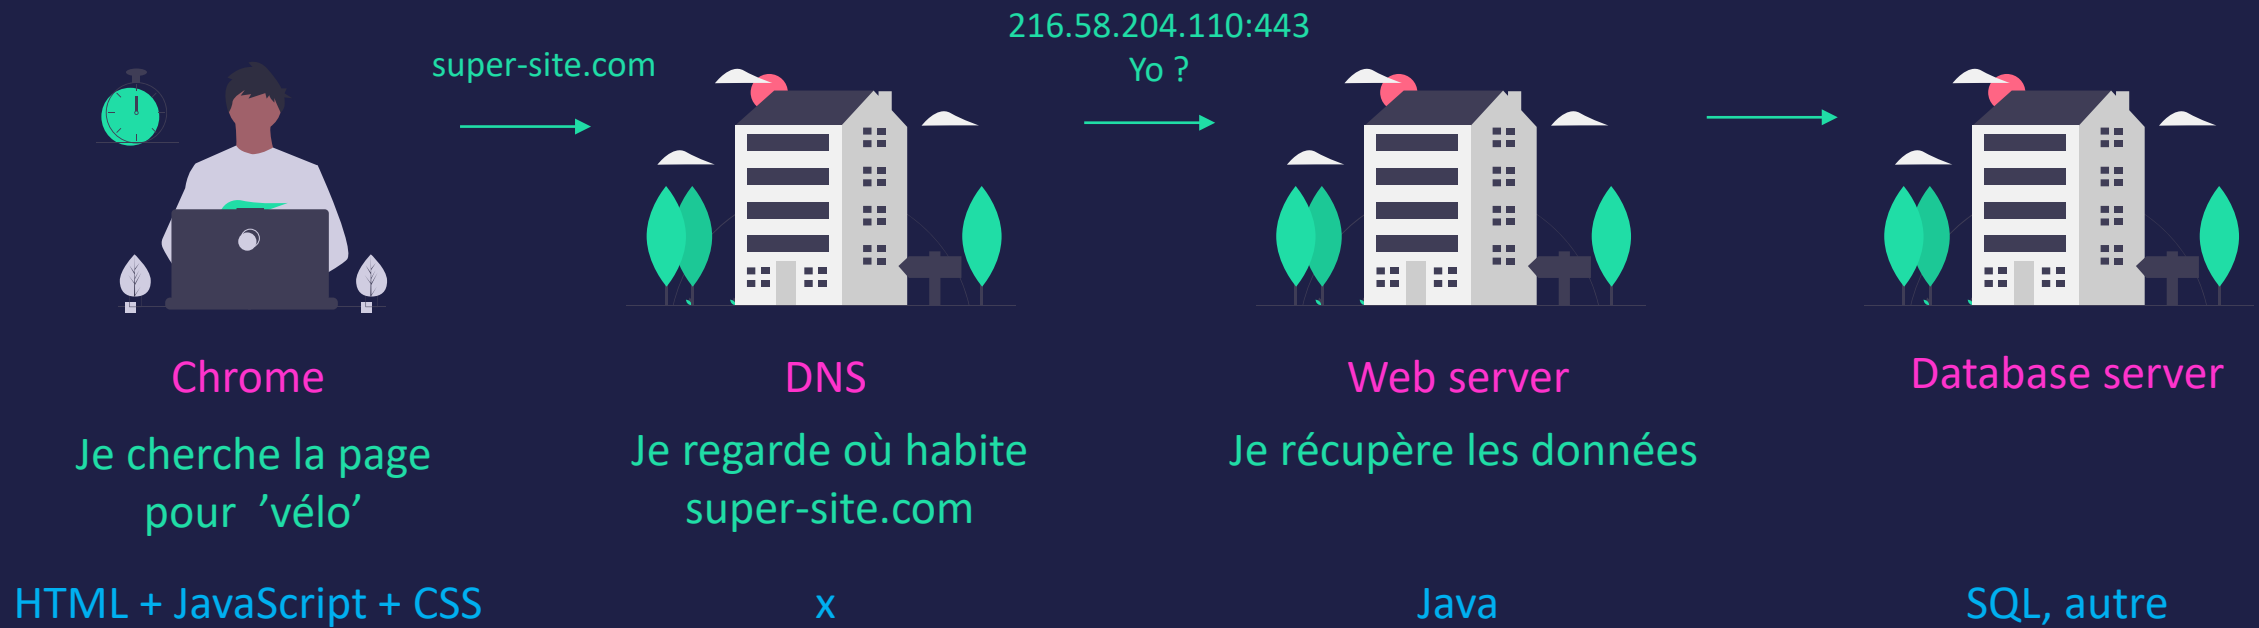 super-site.com
216.58.204.110:443
Yo ?
Chrome
DNS
Web server
Database server
Je cherche la page
pour ’vélo’
Je regarde où habite
super-site.com
Je récupère les données
HTML + JavaScript + CSS
x
Java
SQL, autre